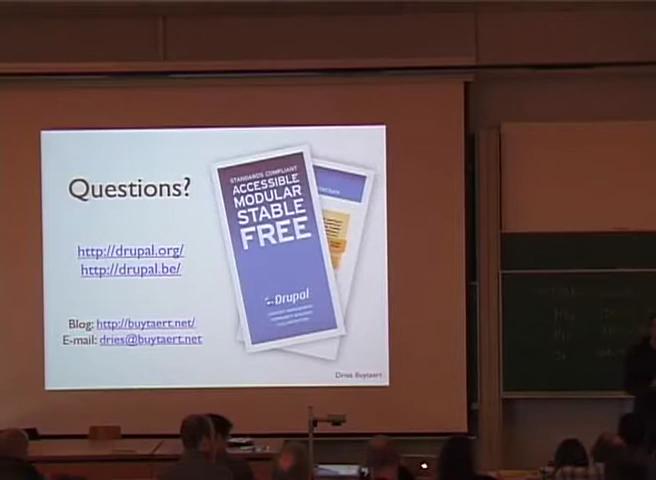 Questions?
http://drupal.org/
http://drupal.be/
Blog: http://buytaert.net/
E-mail: dries@buytaert.net
STANDARDS COMPLIANT
ACCESSIBLE
MODULAR
STABLE
FREE
Drupal
Dries Buytaert